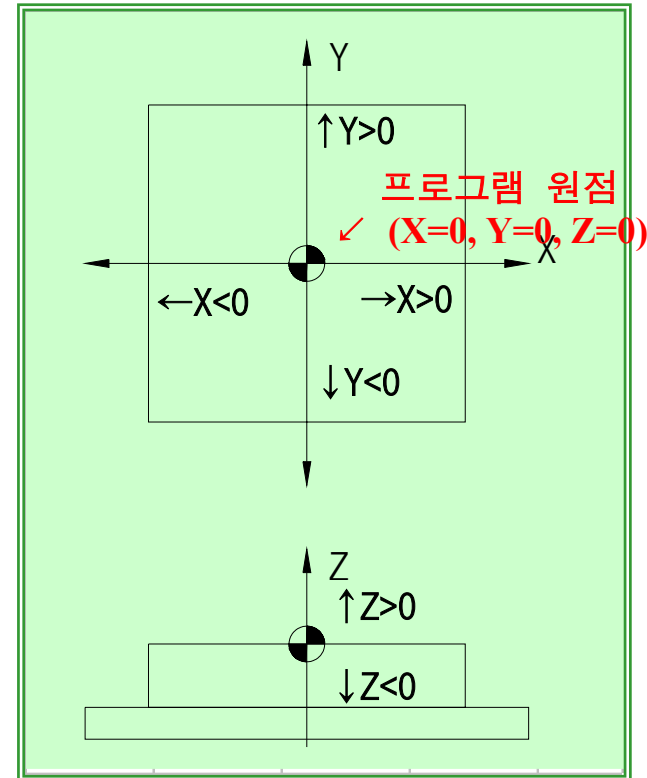 Y
↑Y>0
프로그램 원점
↙ (X=0, Y=0, Z=0)
X
←X<0
→X>0
↓Y<0
Z
↑Z>0
↓Z<0